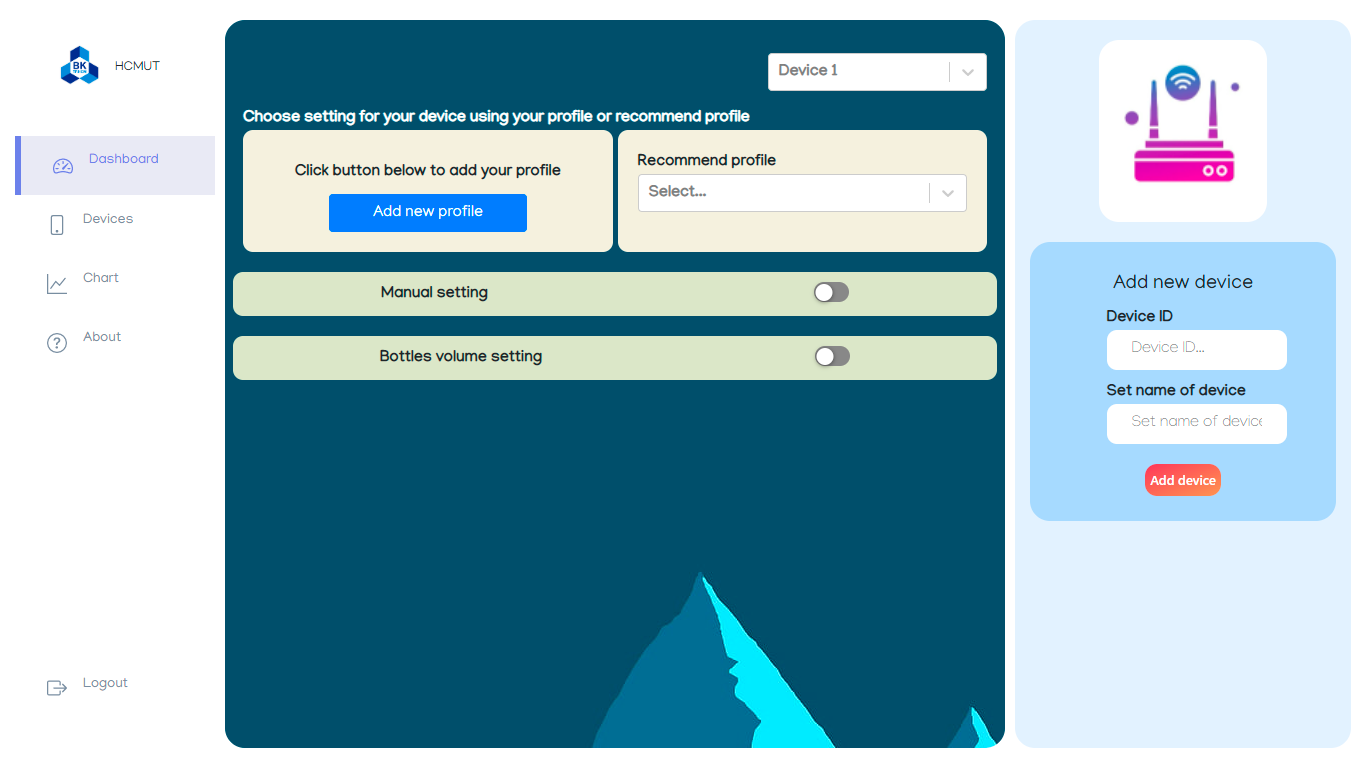 BK
TP.HCM
HCMUT
Dashboard
Devices
Chart
About
Logout
Device 1
Choose setting for your device using your profile or recommend profile
Click button below to add your profile
Add new profile
Recommend profile
Select...
Manual setting
Bottles volume setting
Add new device
Device ID
Device ID...
Set name of device
Set name of device
Add device